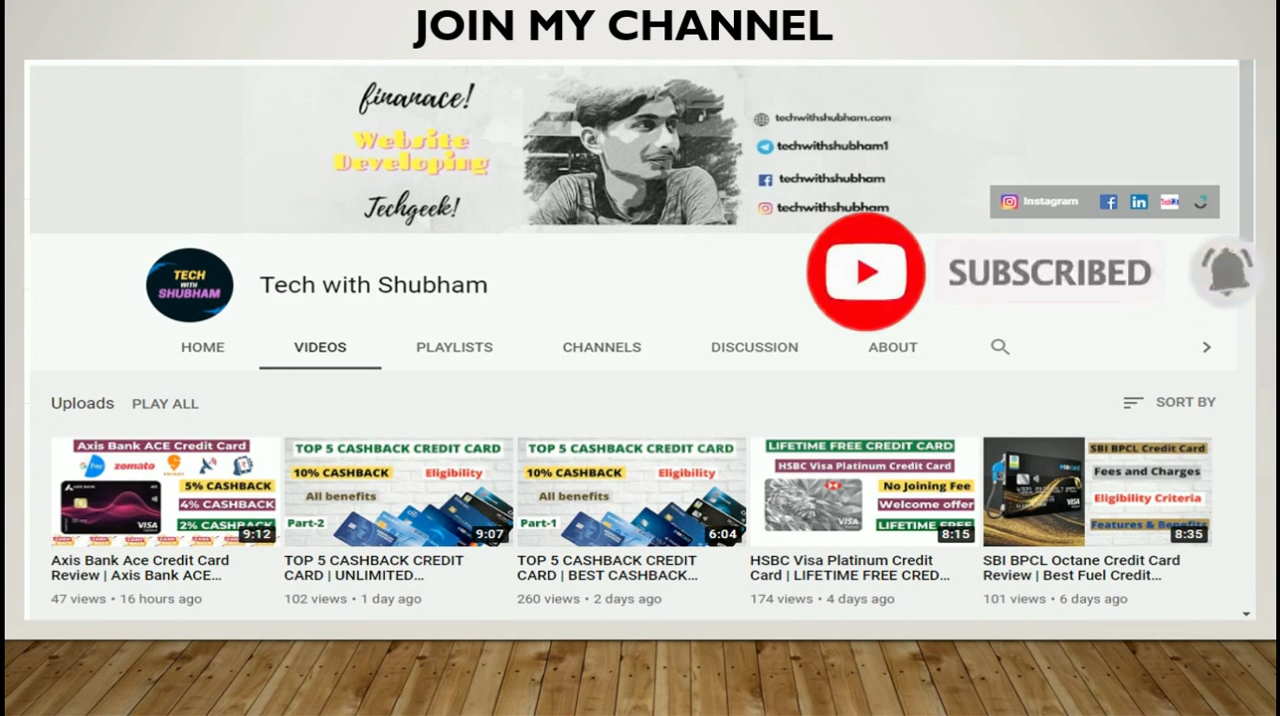 JOIN MY CHANNEL
finanace!
Website
Developing
Techgeek!
techwithshubham.com
techwithshubham1
techwithshubham
techwithshubham
Instagram
TECH
WITH
SHUBHAM
Tech with Shubham
SUBSCRIBED
HOME VIDEOS PLAYLISTS CHANNELS DISCUSSION ABOUT
Uploads PLAY ALL
SORT BY
Axis Bank ACE Credit Card
Pay zomato
5% CASHBACK
4% CASHBACK
2% CASHBACK
VISA
9:12
Axis Bank Ace Credit Card
Review | Axis Bank ACE...
47 views • 16 hours ago
TOP 5 CASHBACK CREDIT CARD
10% CASHBACK
Eligibility
All benefits
Part-2
9:07
TOP 5 CASHBACK CREDIT
CARD | UNLIMITED...
102 views • 1 day ago
TOP 5 CASHBACK CREDIT CARD
10% CASHBACK
Eligibility
All benefits
Part-1
6:04
TOP 5 CASHBACK CREDIT
CARD | BEST CASHBACK...
260 views • 2 days ago
LIFETIME FREE CREDIT CARD
HSBC Visa Platinum Credit Card
No Joining Fee
Welcome offer
LIFETIME FREE
VISA
8:15
HSBC Visa Platinum Credit
Card | LIFETIME FREE CRED...
174 views • 4 days ago
SBI BPCL Credit Card
Fees and Charges
Eligibility Criteria
Features & Benefits
VISA
8:35
SBI BPCL Octane Credit Card
Review | Best Fuel Credit...
101 views • 6 days ago